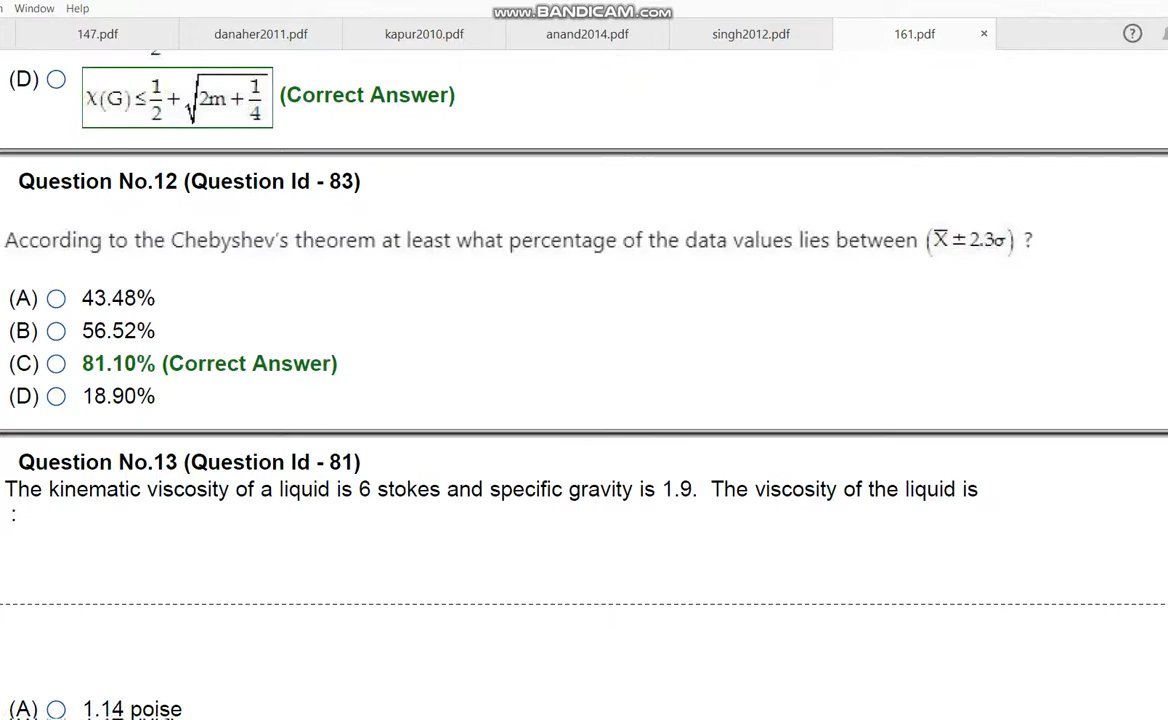 Window Help
www.BANDICAM.com
147.pdf danaher2011.pdf kapur2010.pdf anand2014.pdf singh2012.pdf 161.pdf × ?
2
(D) χ(G) ≤ 1/2 + √(2m + 1/4) (Correct Answer)
Question No.12 (Question Id - 83)
According to the Chebyshev's theorem at least what percentage of the data values lies between (X̅ ± 2.3σ) ?
(A) 43.48%
(B) 56.52%
(C) 81.10% (Correct Answer)
(D) 18.90%
Question No.13 (Question Id - 81)
The kinematic viscosity of a liquid is 6 stokes and specific gravity is 1.9. The viscosity of the liquid is
:
(A) 1.14 poise